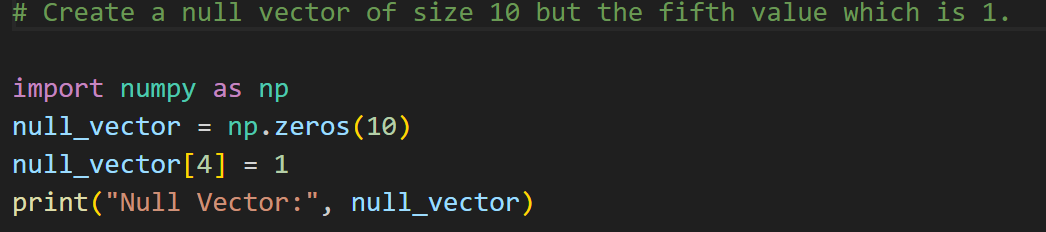 # Create a null vector of size 10 but the fifth value which is 1.
import numpy as np
null_vector = np.zeros(10)
null_vector[4] = 1
print("Null Vector:", null_vector)